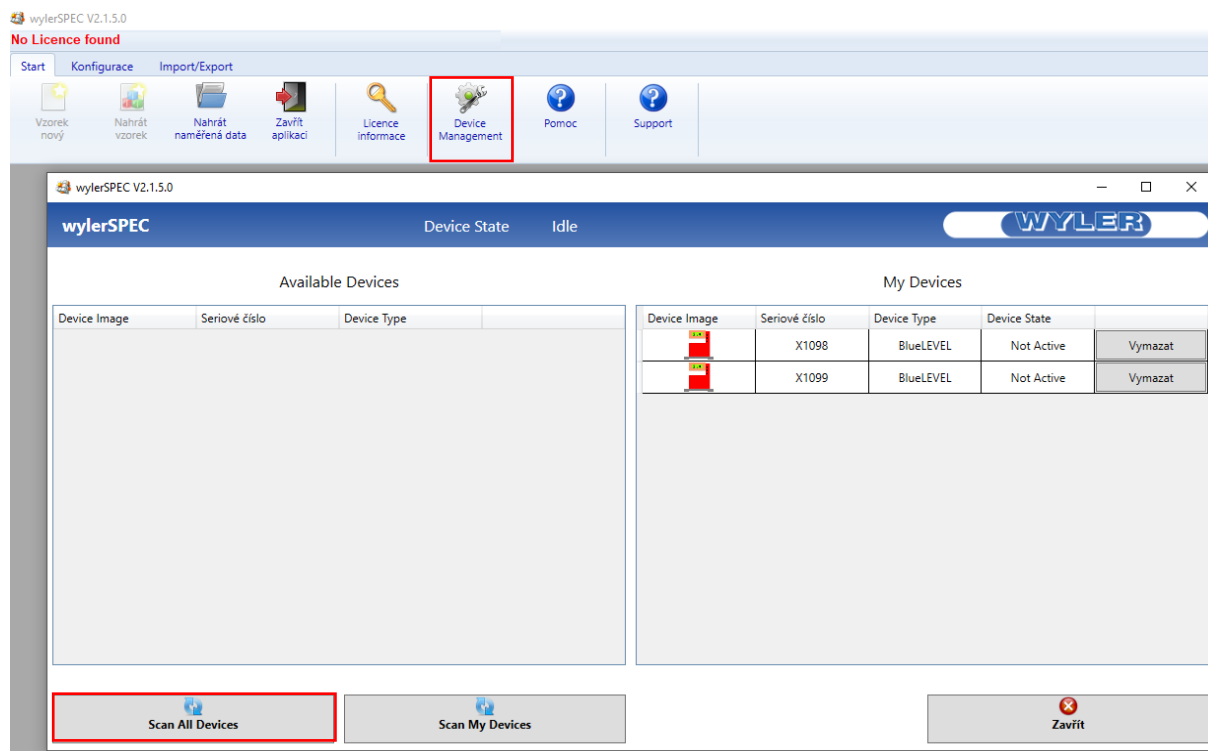 wylerSPEC V2.1.5.0
No Licence found
Start Konfigurace Import/Export
Vzorek nový
Nahrát vzorek
Nahrát naměřená data
Zavřít aplikaci
Licence informace
Device Management
Pomoc
Support
wylerSPEC V2.1.5.0
wylerSPEC Device State Idle WYLER
Available Devices
Device Image Seriové číslo Device Type
My Devices
Device Image Seriové číslo Device Type Device State
X1098 BlueLEVEL Not Active Vymazat
X1099 BlueLEVEL Not Active Vymazat
Scan All Devices Scan My Devices Zavřít